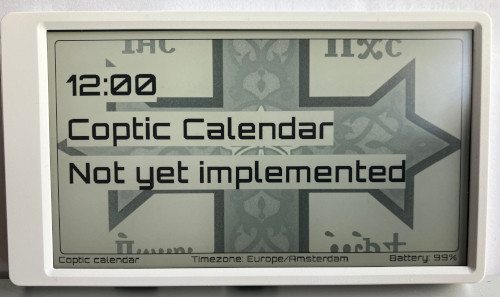 12:00
Coptic Calendar
Not yet implemented
Coptic calendar
Timezone: Europe/Amsterdam
Battery: 99%